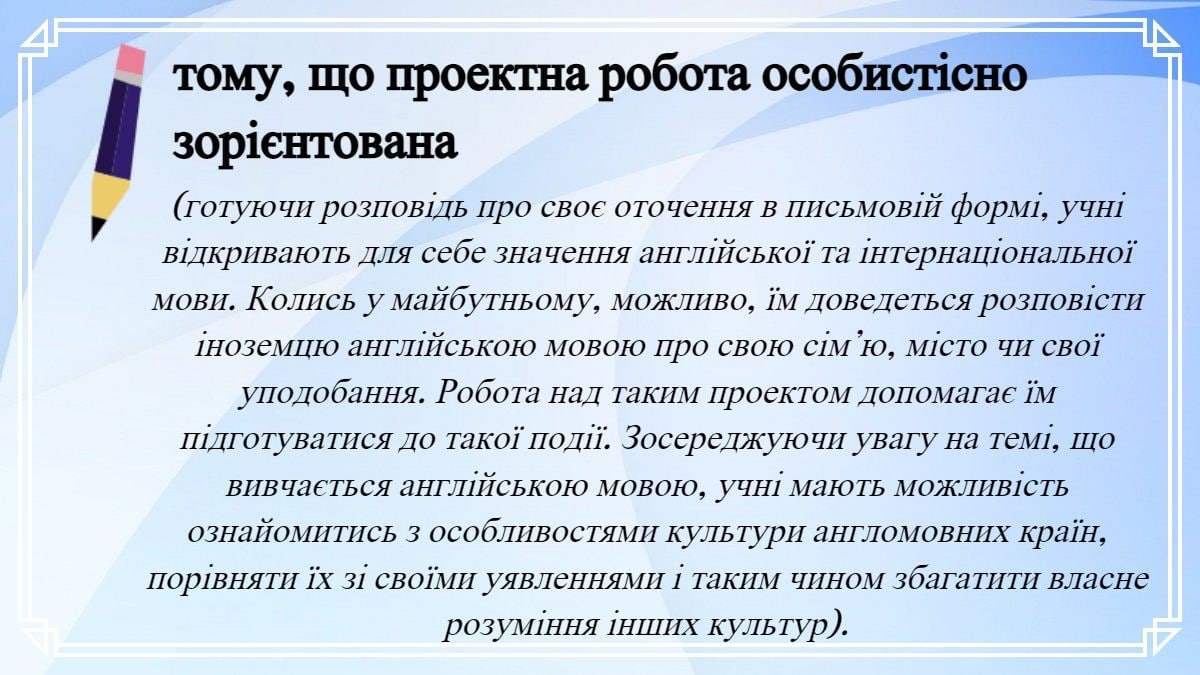 тому, що проектна робота особистісно
зорієнтована
(готуючи розповідь про своє оточення в письмовій формі, учні
відкривають для себе значення англійської та інтернаціональної
мови. Колись у майбутньому, можливо, їм доведеться розповісти
іноземцю англійською мовою про свою сім’ю, місто чи свої
уподобання. Робота над таким проектом допомагає їм
підготуватися до такої події. Зосереджуючи увагу на темі, що
вивчається англійською мовою, учні мають можливість
ознайомитись з особливостями культури англомовних країн,
порівняти їх зі своїми уявленнями і таким чином збагатити власне
розуміння інших культур).